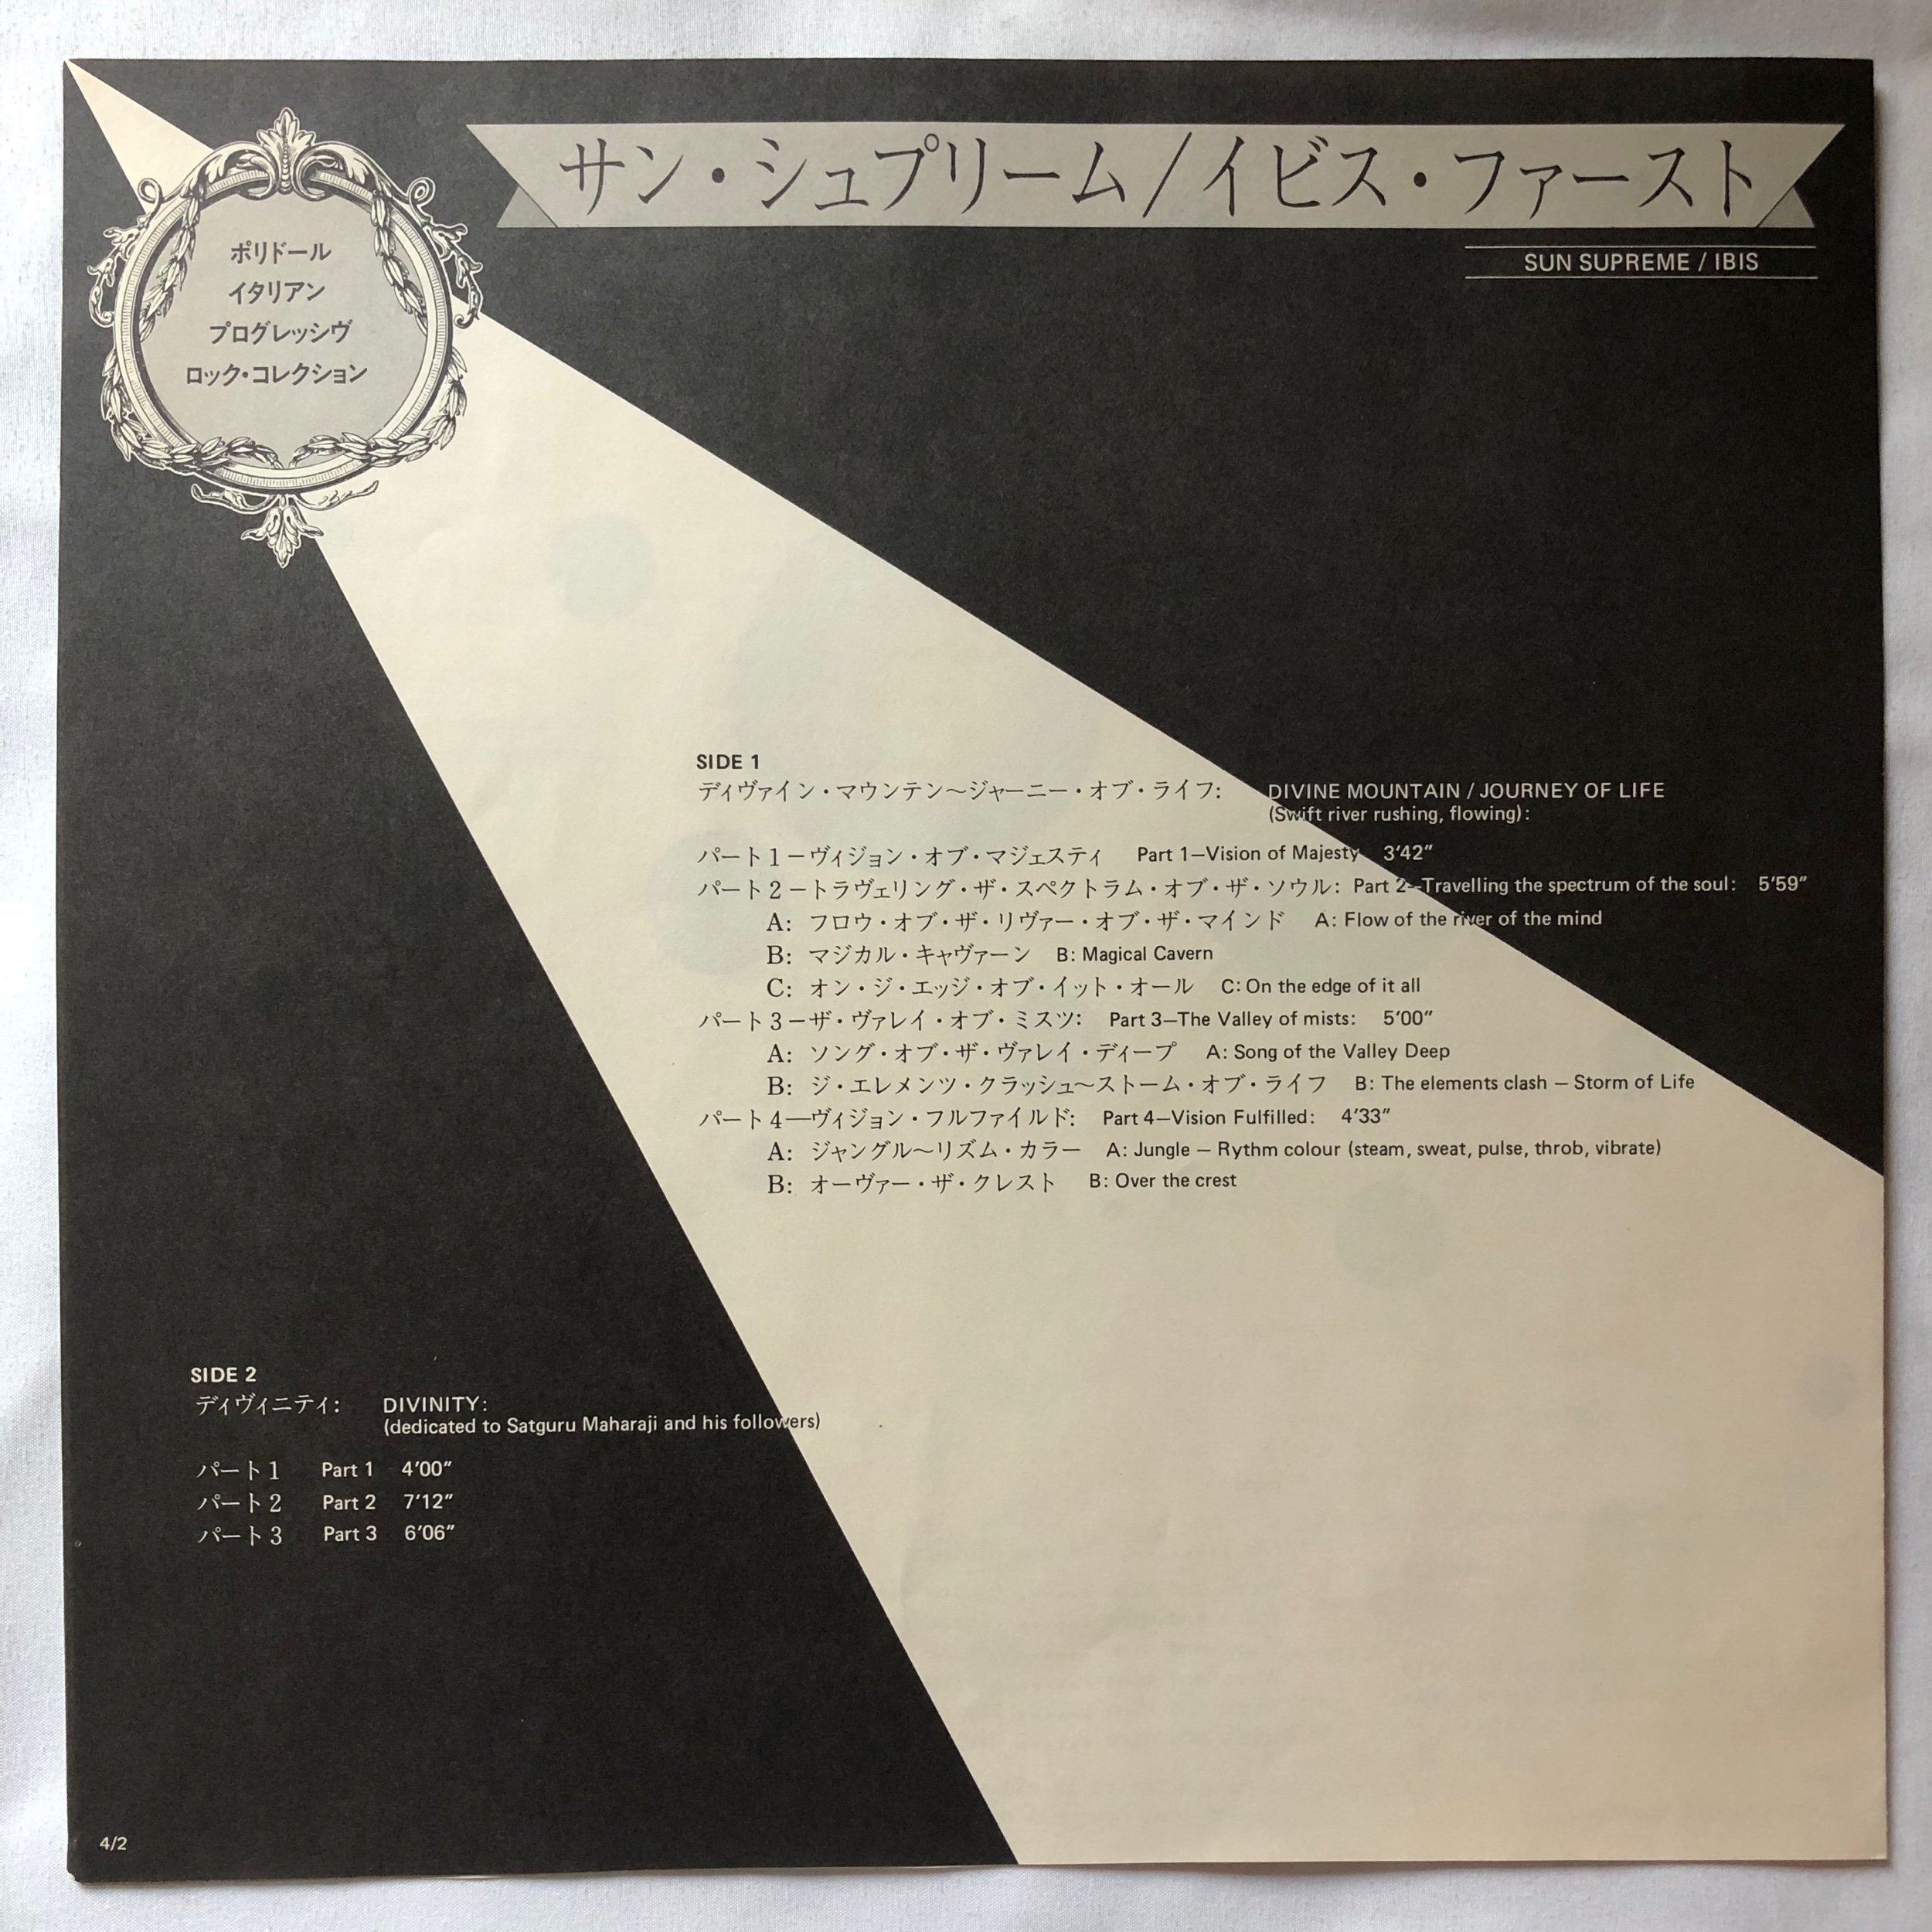 サン・シュプリーム/イビス・ファースト
SUN SUPREME / IBIS
ポリドール
イタリアン
プログレッシヴ
ロック・コレクション
SIDE 1
ディヴァイン・マウンテン〜ジャーニー・オブ・ライフ: DIVINE MOUNTAIN / JOURNEY OF LIFE
(Swift river rushing, flowing):
パート1−ヴィジョン・オブ・マジェスティ Part 1−Vision of Majesty 3′42″
パート2−トラヴェリング・ザ・スペクトラム・オブ・ザ・ソウル: Part 2−Travelling the spectrum of the soul: 5′59″
A: フロウ・オブ・ザ・リヴァー・オブ・ザ・マインド A: Flow of the river of the mind
B: マジカル・キャヴァーン B: Magical Cavern
C: オン・ジ・エッジ・オブ・イット・オール C: On the edge of it all
パート3−ザ・ヴァレイ・オブ・ミスツ: Part 3−The Valley of mists: 5′00″
A: ソング・オブ・ザ・ヴァレイ・ディープ A: Song of the Valley Deep
B: ジ・エレメンツ・クラッシュ〜ストーム・オブ・ライフ B: The elements clash − Storm of Life
パート4―ヴィジョン・フルファイルド: Part 4−Vision Fulfilled: 4′33″
A: ジャングル〜リズム・カラー A: Jungle − Rythm colour (steam, sweat, pulse, throb, vibrate)
B: オーヴァー・ザ・クレスト B: Over the crest
SIDE 2
ディヴィニティ: DIVINITY:
(dedicated to Satguru Maharaji and his followers)
パート1 Part 1 4′00″
パート2 Part 2 7′12″
パート3 Part 3 6′06″
4/2